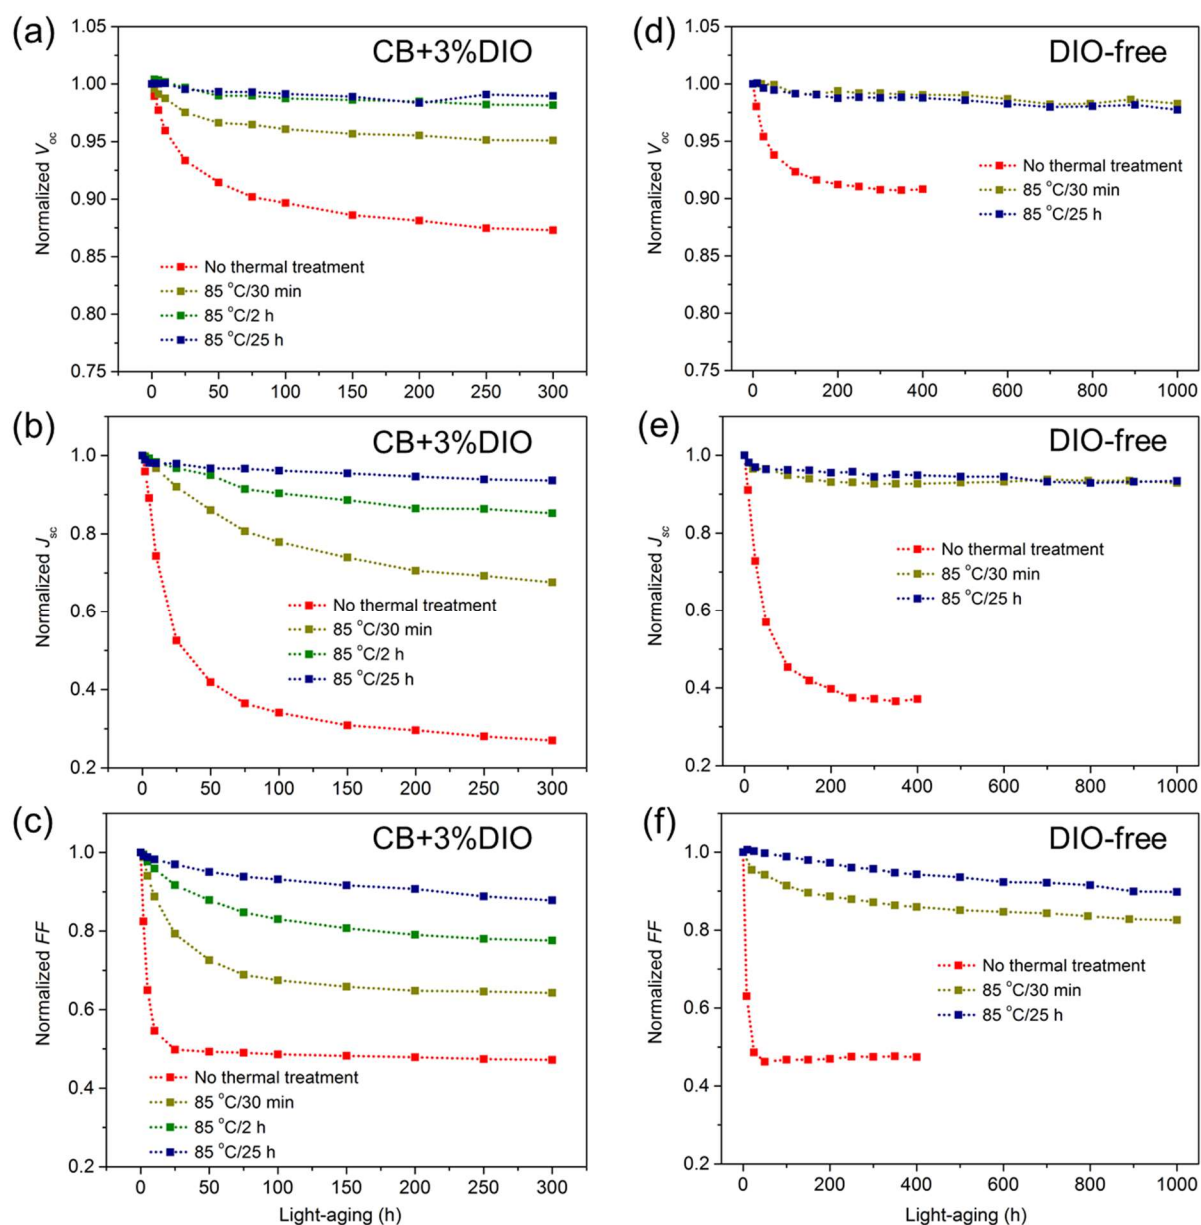 (a)
CB+3%DIO
Normalized Voc
1.05
1.00
0.95
0.90
0.85
0.80
0.75
No thermal treatment
85 °C/30 min
85 °C/2 h
85 °C/25 h
0 50 100 150 200 250 300
(d)
DIO-free
Normalized Voc
1.05
1.00
0.95
0.90
0.85
0.80
0.75
No thermal treatment
85 °C/30 min
85 °C/25 h
0 200 400 600 800 1000
(b)
CB+3%DIO
Normalized Jsc
1.0
0.8
0.6
0.4
0.2
No thermal treatment
85 °C/30 min
85 °C/2 h
85 °C/25 h
0 50 100 150 200 250 300
(e)
DIO-free
Normalized Jsc
1.0
0.8
0.6
0.4
0.2
No thermal treatment
85 °C/30 min
85 °C/25 h
0 200 400 600 800 1000
(c)
CB+3%DIO
Normalized FF
1.0
0.8
0.6
0.4
0.2
No thermal treatment
85 °C/30 min
85 °C/2 h
85 °C/25 h
0 50 100 150 200 250 300
Light-aging (h)
(f)
DIO-free
Normalized FF
1.0
0.8
0.6
0.4
0.2
No thermal treatment
85 °C/30 min
85 °C/25 h
0 200 400 600 800 1000
Light-aging (h)